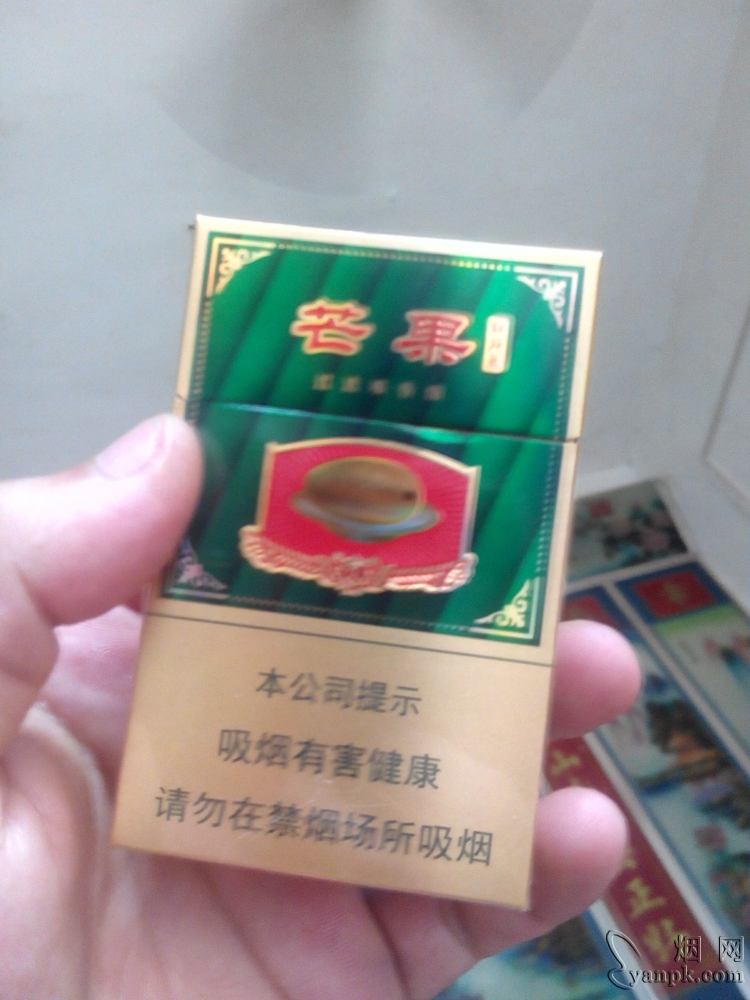 芒果
本公司提示
吸烟有害健康
请勿在禁烟场所吸烟
正
烟 网
yanpk.com